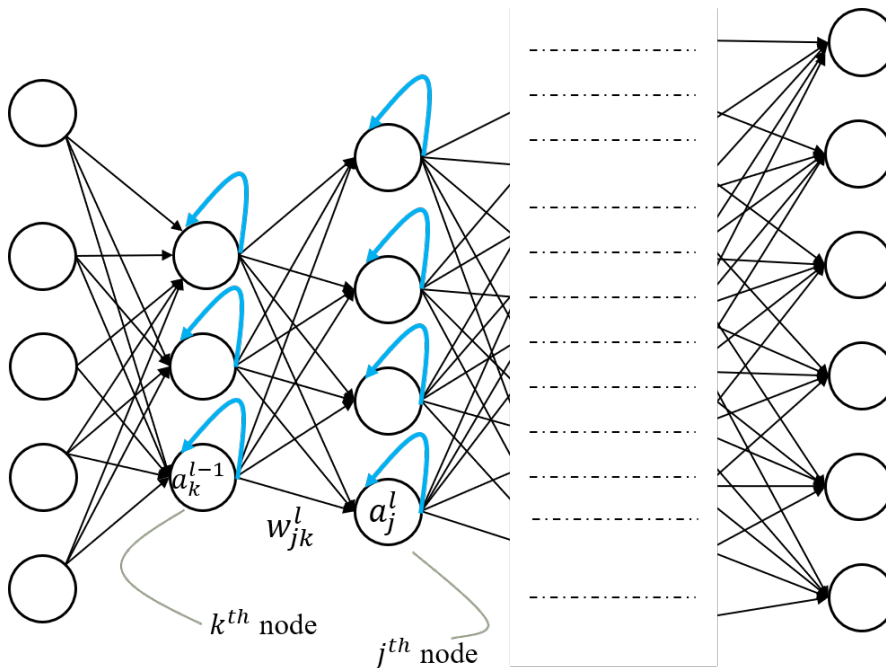 a_k^{l-1}
w_{jk}^l
a_j^l
k^{th} node
j^{th} node